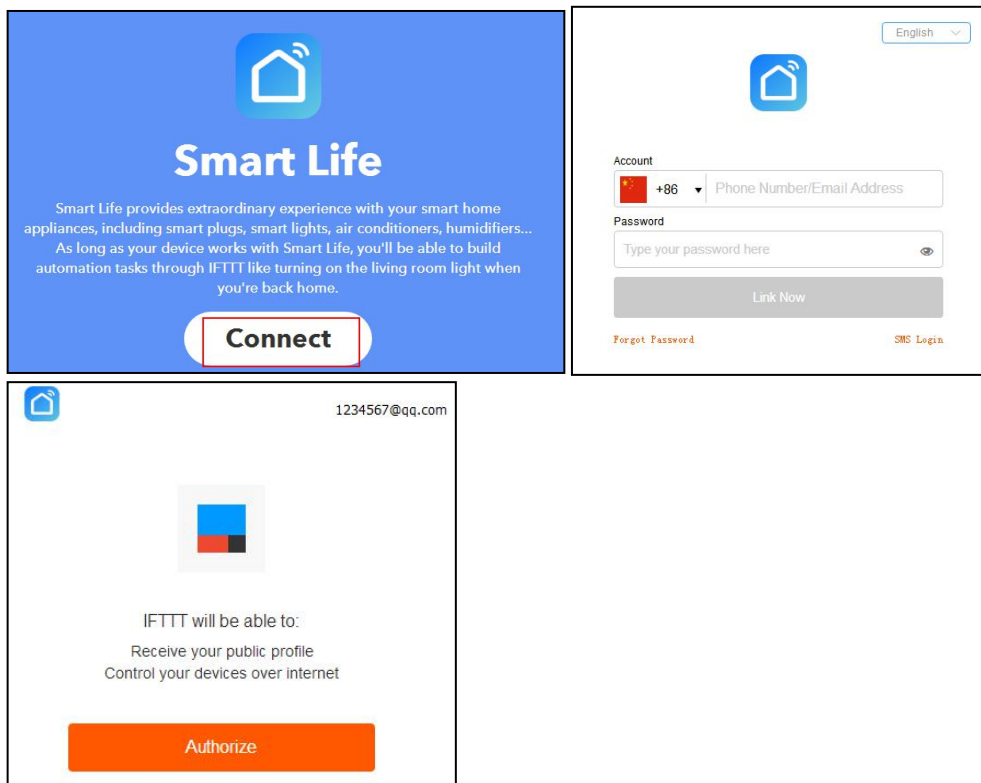 Smart Life
Smart Life provides extraordinary experience with your smart home
appliances, including smart plugs, smart lights, air conditioners, humidifiers...
As long as your device works with Smart Life, you'll be able to build
automation tasks through IFTTT like turning on the living room light when
you're back home.
Connect
English
Account
+86
Phone Number/Email Address
Password
Type your password here
Link Now
Forgot Password
SMS Login
1234567@qq.com
IFTTT will be able to:
Receive your public profile
Control your devices over internet
Authorize